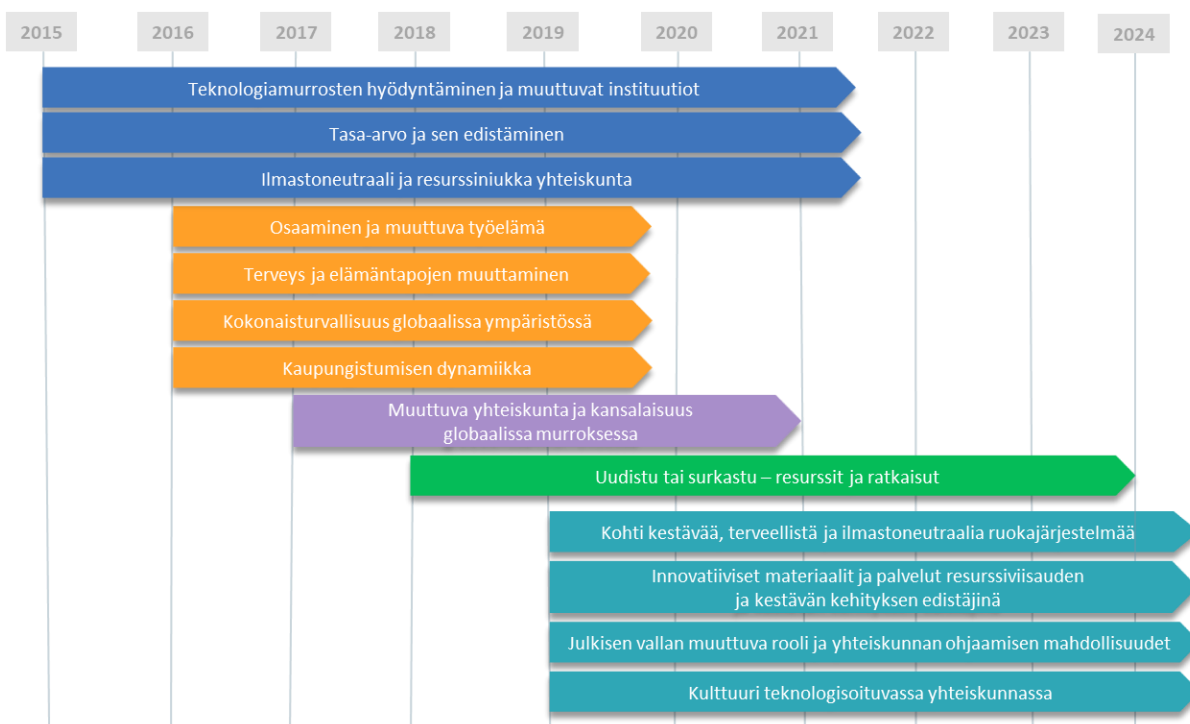 2015
2016
2017
2018
2019
2020
2021
2022
2023
2024
Teknologiamurrosten hyödyntäminen ja muuttuvat instituutiot
Tasa-arvo ja sen edistäminen
Ilmastoneutraali ja resurssiniukka yhteiskunta
Osaaminen ja muuttuva työelämä
Terveys ja elämäntapojen muuttaminen
Kokonaisturvallisuus globaalissa ympäristössä
Kaupungistumisen dynamiikka
Muuttuva yhteiskunta ja kansalaisuus
globaalissa murroksessa
Uudistu tai surkastu – resurssit ja ratkaisut
Kohti kestävää, terveellistä ja ilmastoneutraalia ruokajärjestelmää
Innovatiiviset materiaalit ja palvelut resurssiviisauden
ja kestävän kehityksen edistäjinä
Julkisen vallan muuttuva rooli ja yhteiskunnan ohjaamisen mahdollisuudet
Kulttuuri teknologisoituvassa yhteiskunnassa